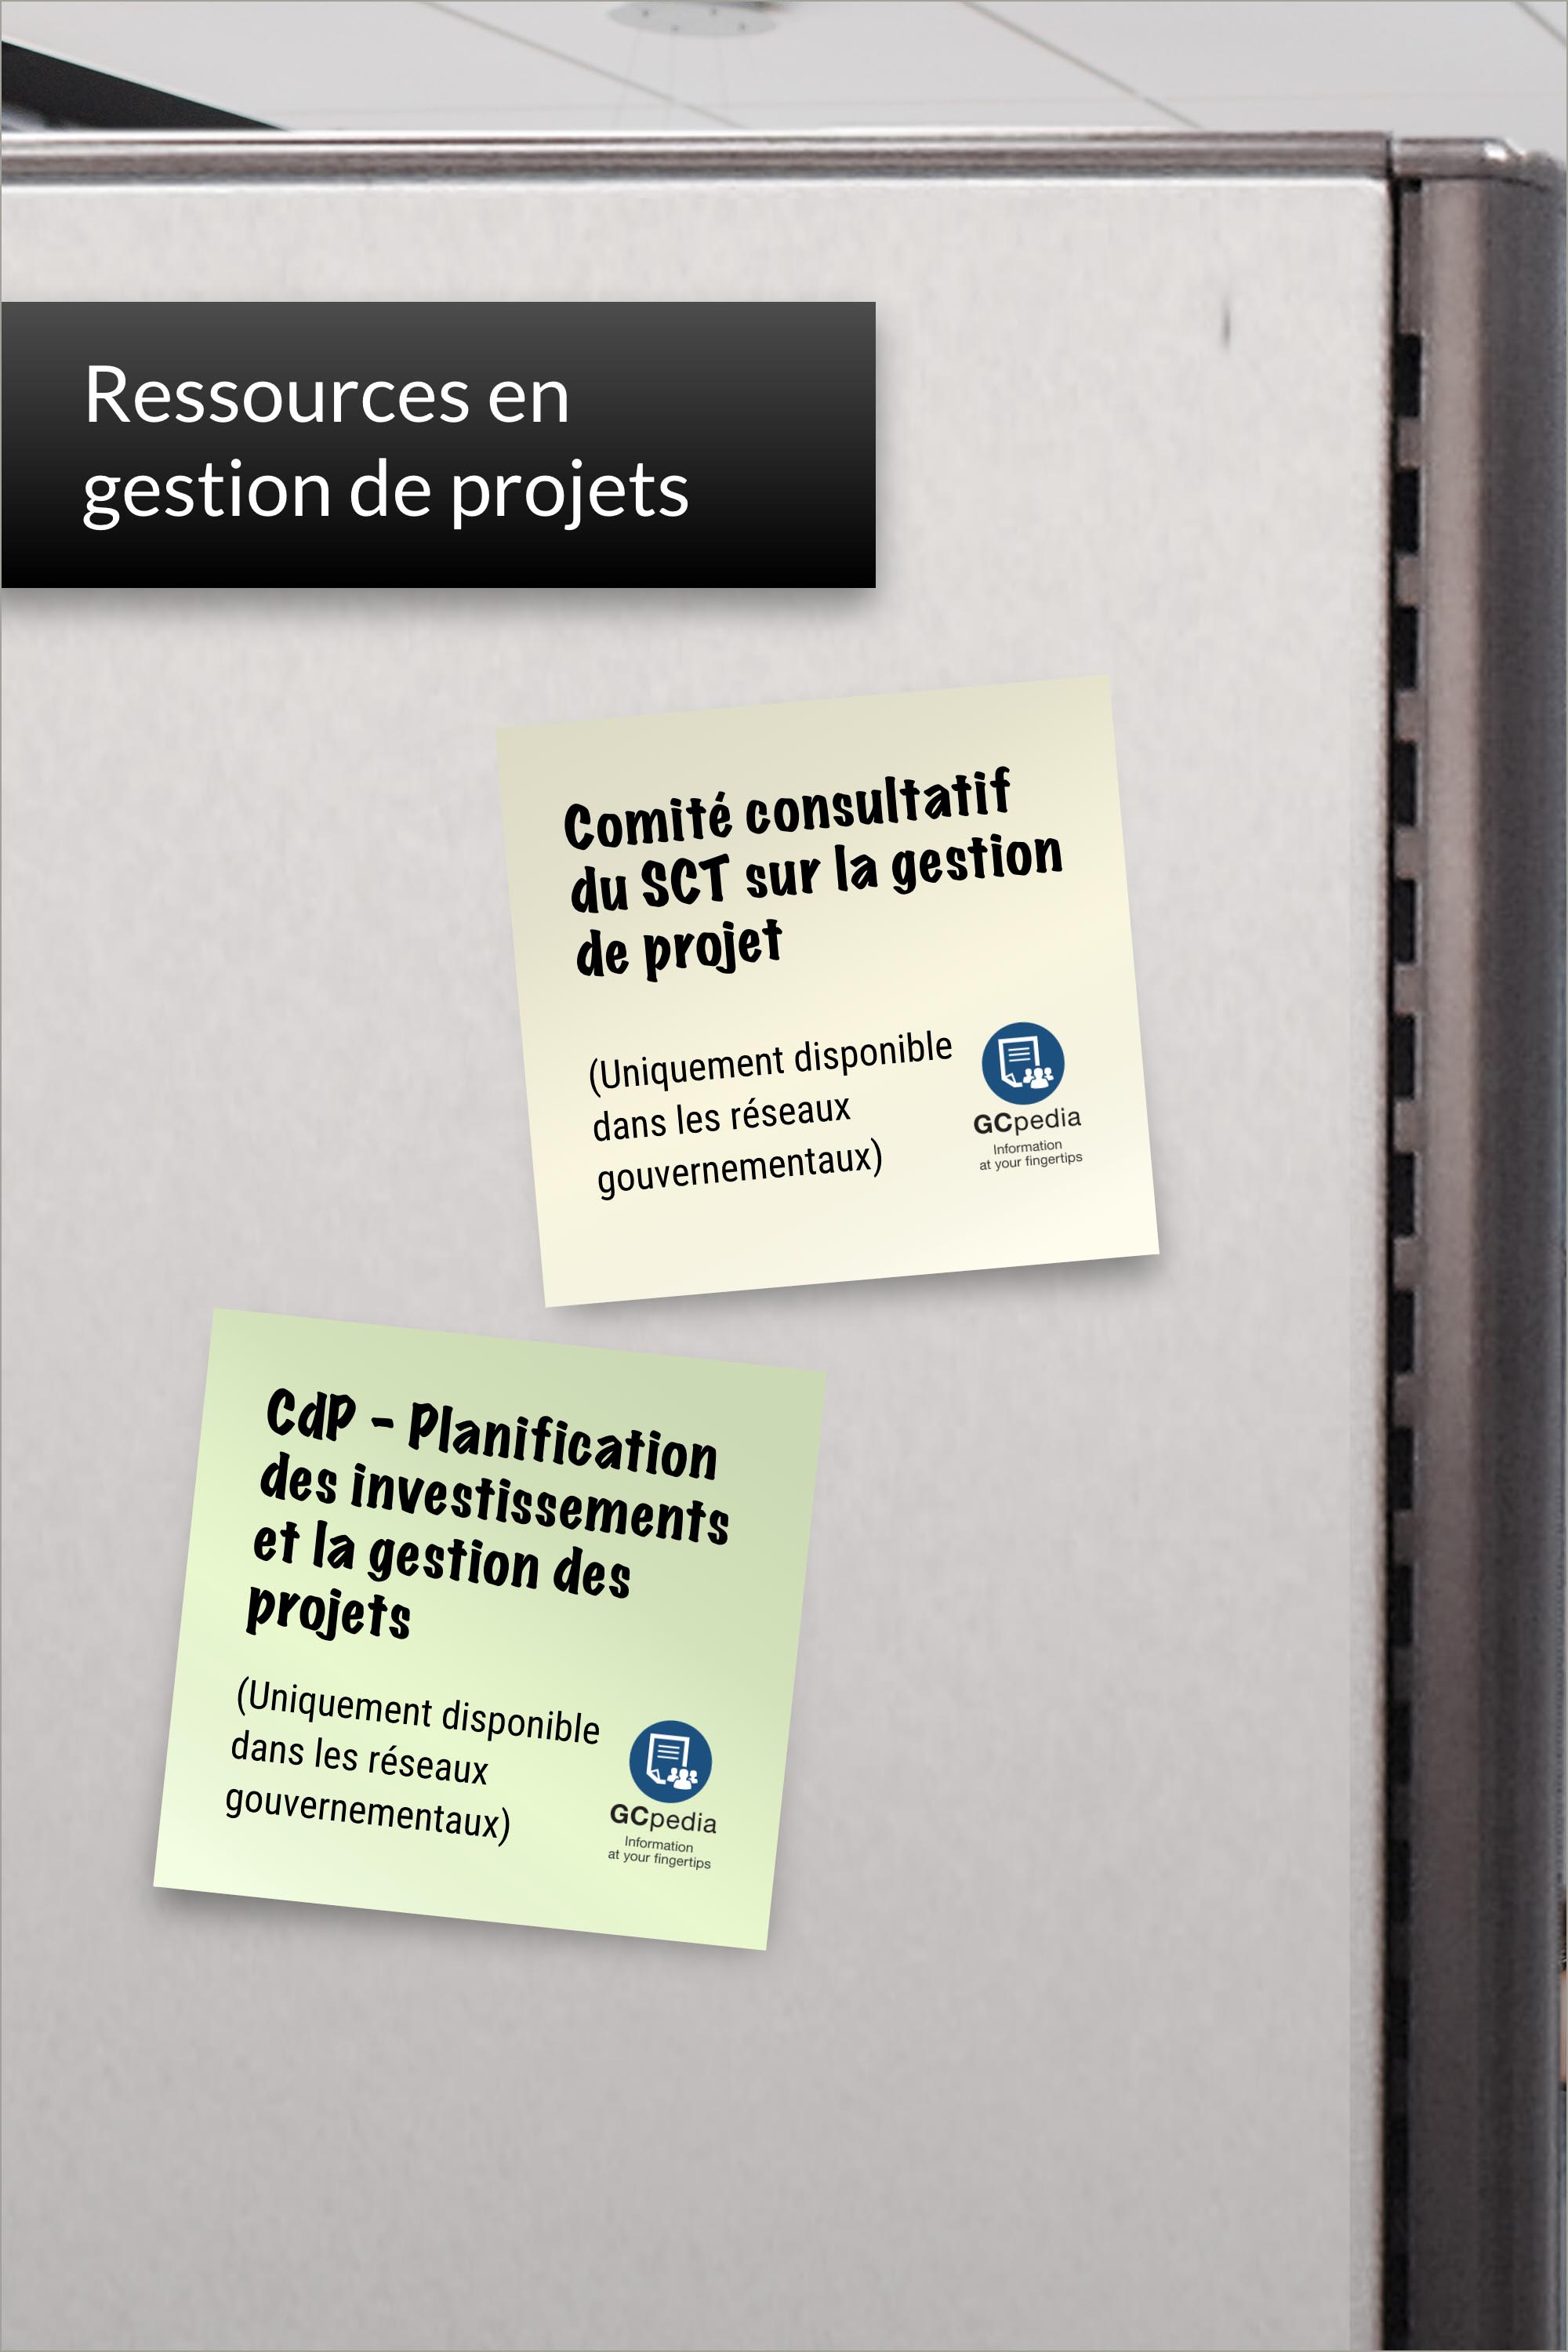 Ressources en
gestion de projets
Comité consultatif
du SCT sur la gestion
de projet
(Uniquement disponible
dans les réseaux
gouvernementaux)
GCpedia
Information
at your fingertips
CdP - Planification
des investissements
et la gestion des
projets
(Uniquement disponible
dans les réseaux
gouvernementaux)
GCpedia
Information
at your fingertips